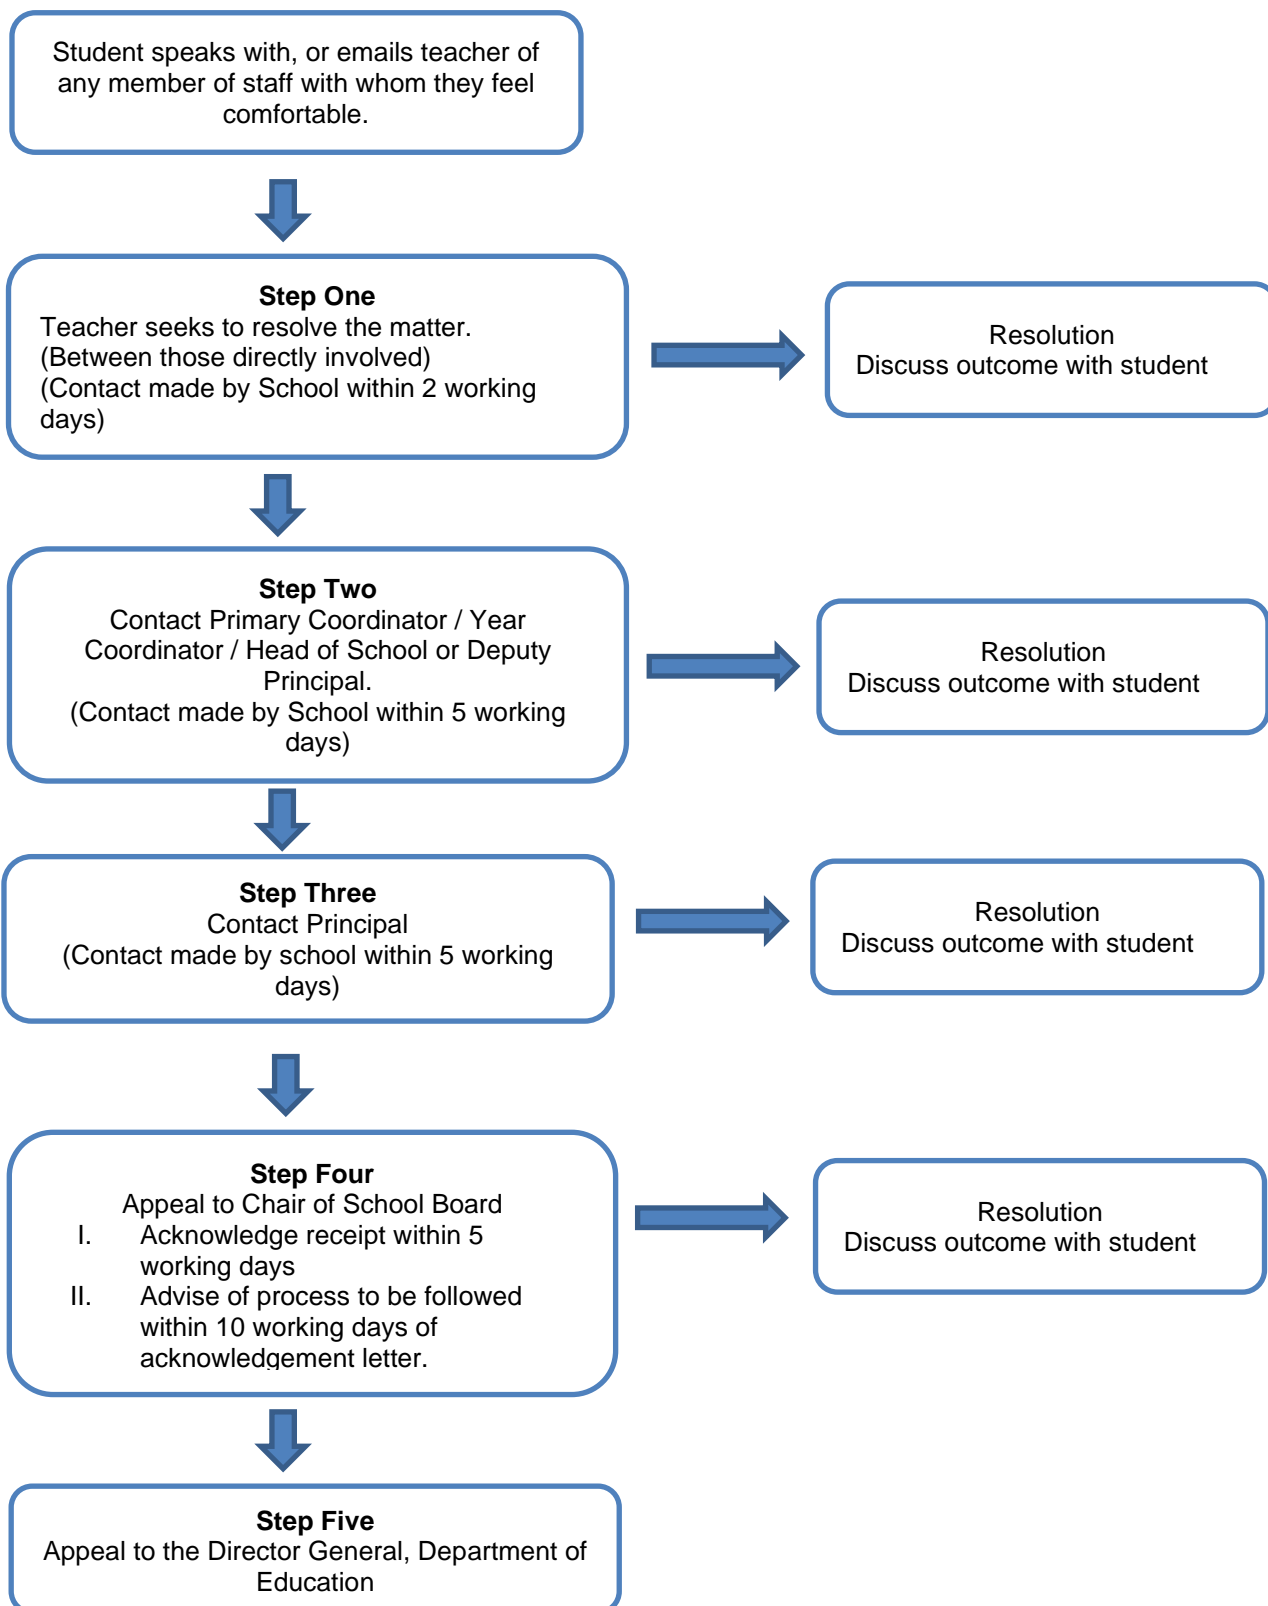 Student speaks with, or emails teacher of
any member of staff with whom they feel
comfortable.
Step One
Teacher seeks to resolve the matter.
(Between those directly involved)
(Contact made by School within 2 working
days)
Resolution
Discuss outcome with student
Step Two
Contact Primary Coordinator / Year
Coordinator / Head of School or Deputy
Principal.
(Contact made by School within 5 working
days)
Resolution
Discuss outcome with student
Step Three
Contact Principal
(Contact made by school within 5 working
days)
Resolution
Discuss outcome with student
Step Four
Appeal to Chair of School Board
I. Acknowledge receipt within 5
working days
II. Advise of process to be followed
within 10 working days of
acknowledgement letter.
Resolution
Discuss outcome with student
Step Five
Appeal to the Director General, Department of
Education